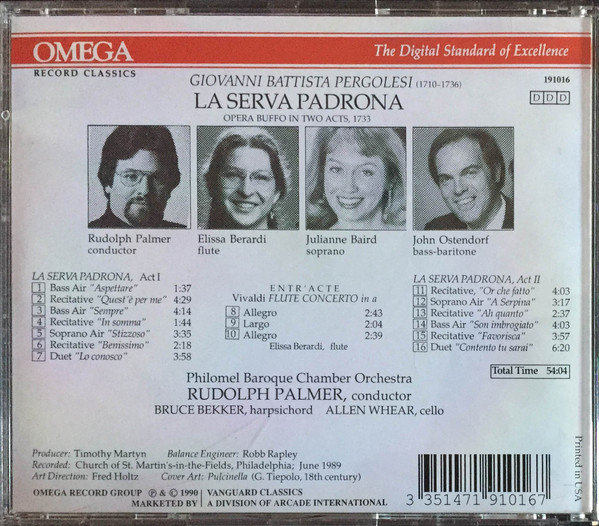 OMEGA
The Digital Standard of Excellence
RECORD CLASSICS
191016
GIOVANNI BATTISTA PERGOLESI (1710-1736)
LA SERVA PADRONA
DDD
OPERA BUFFO IN TWO ACTS, 1733
Rudolph Palmer
conductor
Elissa Berardi
flute
Julianne Baird
soprano
John Ostendorf
bass-baritone
LA SERVA PADRONA, Act I
1 Bass Air "Aspettare" 1:37
2 Recitative "Quest'è per me" 4:29
3 Bass Air "Sempre" 4:14
4 Recitative "In somma" 1:44
5 Soprano Air "Stizzoso" 3:35
6 Recitative "Benissimo" 2:18
7 Duet "Lo conosco" 3:58
ENTR'ACTE
Vivaldi FLUTE CONCERTO in a
8 Allegro 2:43
9 Largo 2:04
10 Allegro 2:39
Elissa Berardi, flute
LA SERVA PADRONA, Act II
11 Recitative, "Or che fatto" 4:03
12 Soprano Air "A Serpina" 3:17
13 Recitative "Ah quanto" 2:37
14 Bass Air "Son imbrogiato" 4:03
15 Recitative "Favorisca" 3:57
16 Duet "Contento tu sarai" 6:20
Total Time 54:04
Philomel Baroque Chamber Orchestra
RUDOLPH PALMER, conductor
BRUCE BEKKER, harpsichord ALLEN WHEAR, cello
Producer: Timothy Martyn Balance Engineer: Robb Rapley
Recorded: Church of St. Martin's-in-the-Fields, Philadelphia; June 1989
Art Direction: Fred Holtz Cover Art: Pulcinella (G. Tiepolo, 18th century)
OMEGA RECORD GROUP ℗ & © 1990 VANGUARD CLASSICS
MARKETED BY A DIVISION OF ARCADE INTERNATIONAL
3 351471 910167
Printed in USA